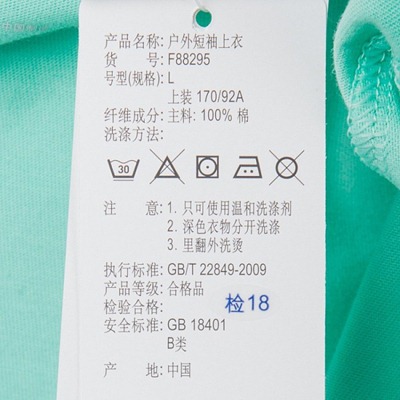 产品名称: 户外短袖上衣
货 号: F88295
号型(规格): L
上装 170/92A
纤维成分: 主料: 100% 棉
洗涤方法:
30
注 意: 1. 只可使用温和洗涤剂
2. 深色衣物分开洗涤
3. 里翻外洗烫
执行标准: GB/T 22849-2009
产品等级: 合格品
检验合格: 检18
安全标准: GB 18401
B类
产 地: 中国